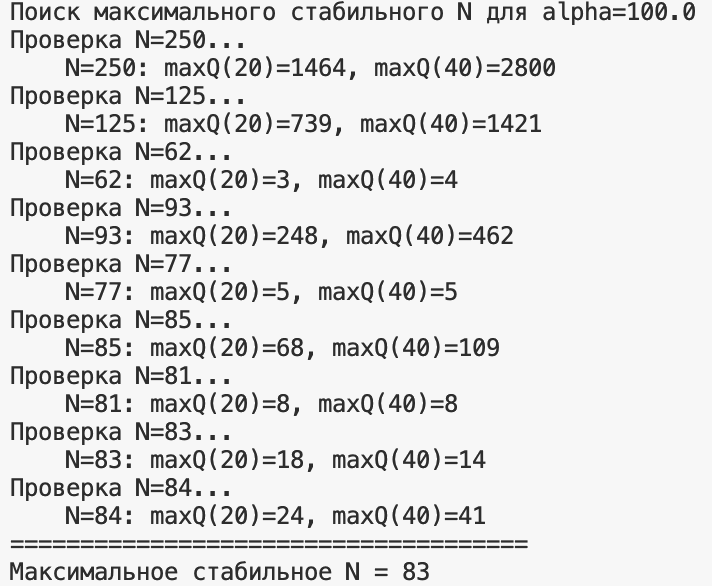 Поиск максимального стабильного N для alpha=100.0
Проверка N=250...
    N=250: maxQ(20)=1464, maxQ(40)=2800
Проверка N=125...
    N=125: maxQ(20)=739, maxQ(40)=1421
Проверка N=62...
    N=62: maxQ(20)=3, maxQ(40)=4
Проверка N=93...
    N=93: maxQ(20)=248, maxQ(40)=462
Проверка N=77...
    N=77: maxQ(20)=5, maxQ(40)=5
Проверка N=85...
    N=85: maxQ(20)=68, maxQ(40)=109
Проверка N=81...
    N=81: maxQ(20)=8, maxQ(40)=8
Проверка N=83...
    N=83: maxQ(20)=18, maxQ(40)=14
Проверка N=84...
    N=84: maxQ(20)=24, maxQ(40)=41
=====================================
Максимальное стабильное N = 83